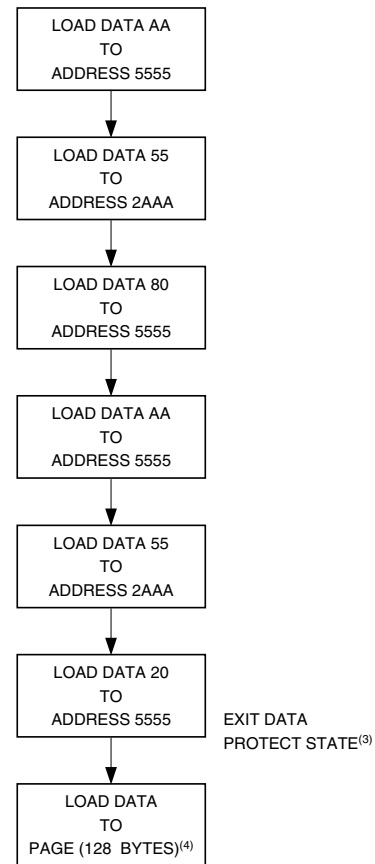 LOAD DATA AA
TO
ADDRESS 5555
LOAD DATA 55
TO
ADDRESS 2AAA
LOAD DATA 80
TO
ADDRESS 5555
LOAD DATA AA
TO
ADDRESS 5555
LOAD DATA 55
TO
ADDRESS 2AAA
LOAD DATA 20
TO
ADDRESS 5555
EXIT DATA
PROTECT STATE(3)
LOAD DATA
TO
PAGE (128 BYTES)(4)